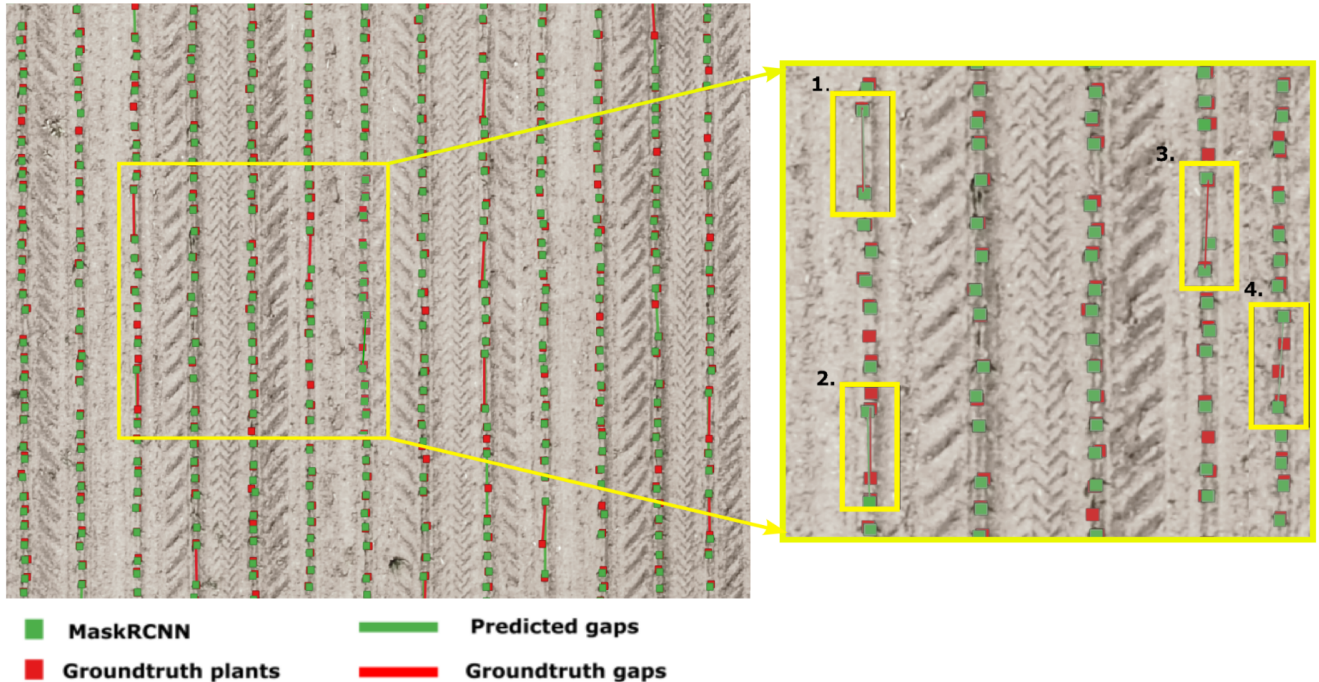 1.
3.
4.
2.
MaskRCNN
Predicted gaps
Groundtruth plants
Groundtruth gaps